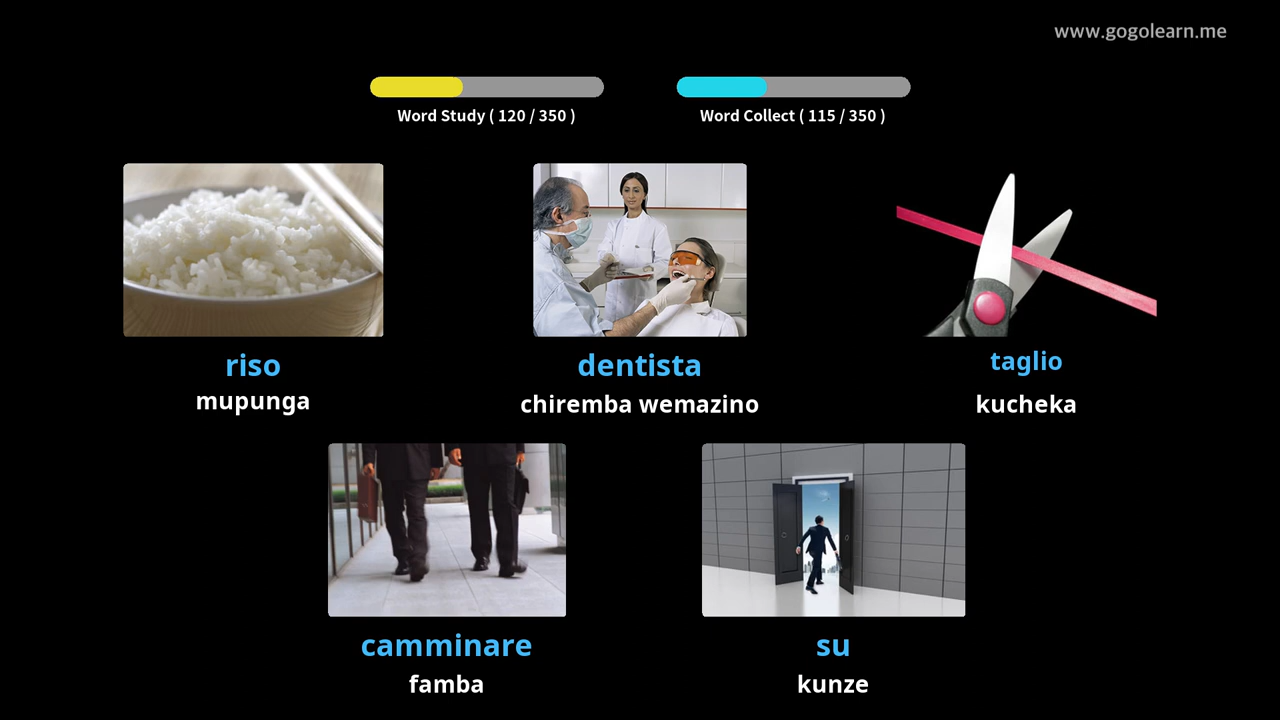 www.gogolearn.me
Word Study ( 120 / 350 )
Word Collect ( 115 / 350 )
riso
mupunga
dentista
chiremba wemazino
taglio
kucheka
camminare
famba
su
kunze